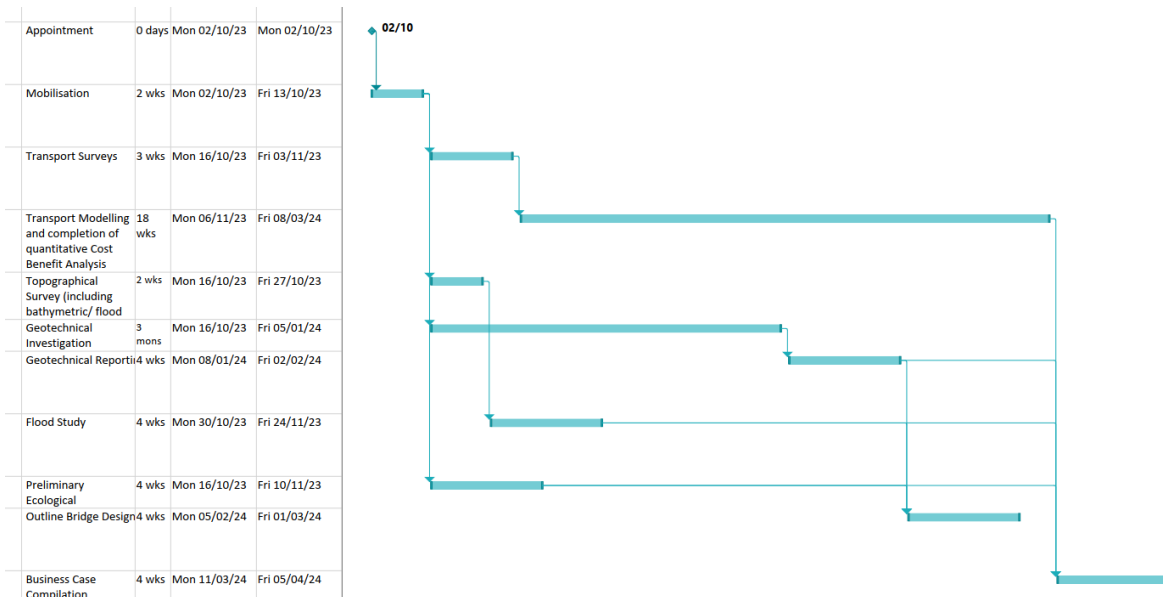 Appointment 0 days Mon 02/10/23 Mon 02/10/23 02/10
Mobilisation 2 wks Mon 02/10/23 Fri 13/10/23
Transport Surveys 3 wks Mon 16/10/23 Fri 03/11/23
Transport Modelling 18 Mon 06/11/23 Fri 08/03/24
and completion of wks
quantitative Cost
Benefit Analysis
Topographical 2 wks Mon 16/10/23 Fri 27/10/23
Survey (including
bathymetric/ flood
Geotechnical 3 Mon 16/10/23 Fri 05/01/24
Investigation mons
Geotechnical Reporti 4 wks Mon 08/01/24 Fri 02/02/24
Flood Study 4 wks Mon 30/10/23 Fri 24/11/23
Preliminary 4 wks Mon 16/10/23 Fri 10/11/23
Ecological
Outline Bridge Design 4 wks Mon 05/02/24 Fri 01/03/24
Business Case 4 wks Mon 11/03/24 Fri 05/04/24
Compilation